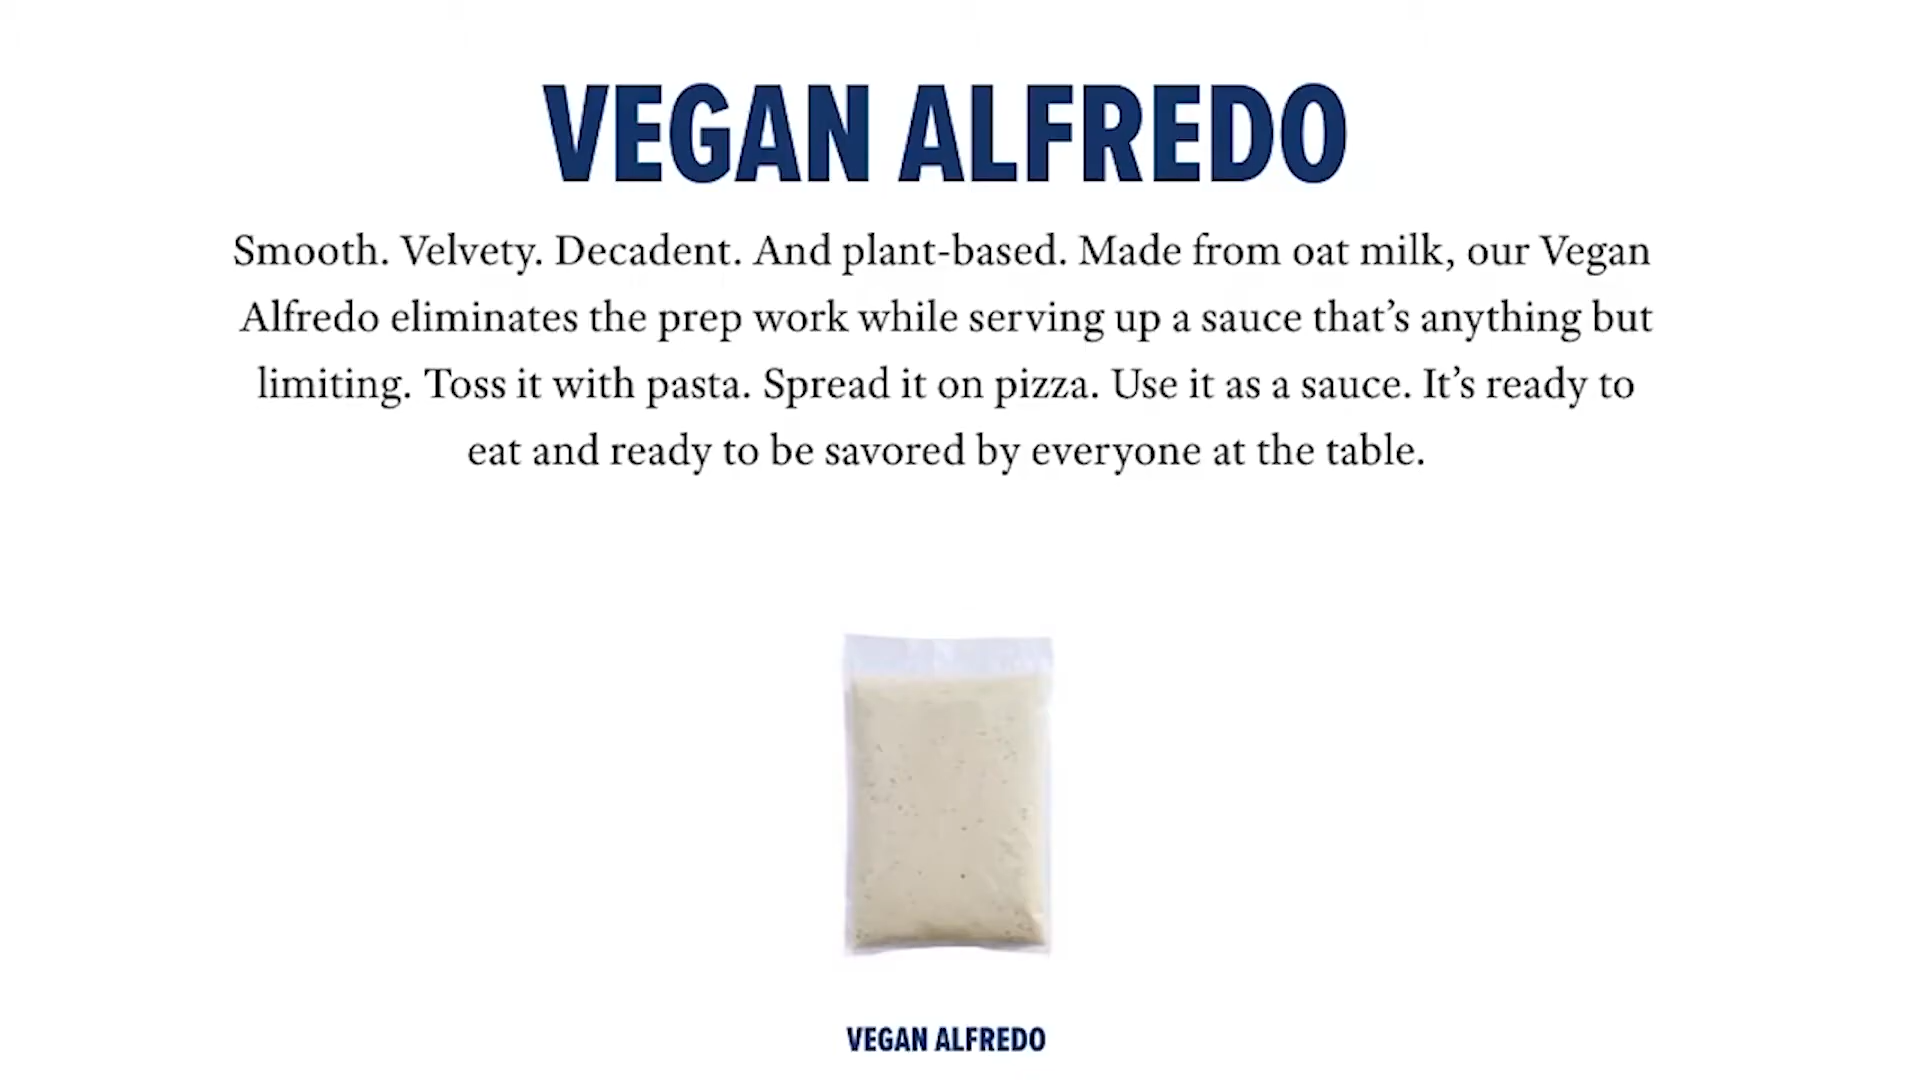 VEGAN ALFREDO
Smooth. Velvety. Decadent. And plant-based. Made from oat milk, our Vegan
Alfredo eliminates the prep work while serving up a sauce that’s anything but
limiting. Toss it with pasta. Spread it on pizza. Use it as a sauce. It’s ready to
eat and ready to be savored by everyone at the table.
VEGAN ALFREDO